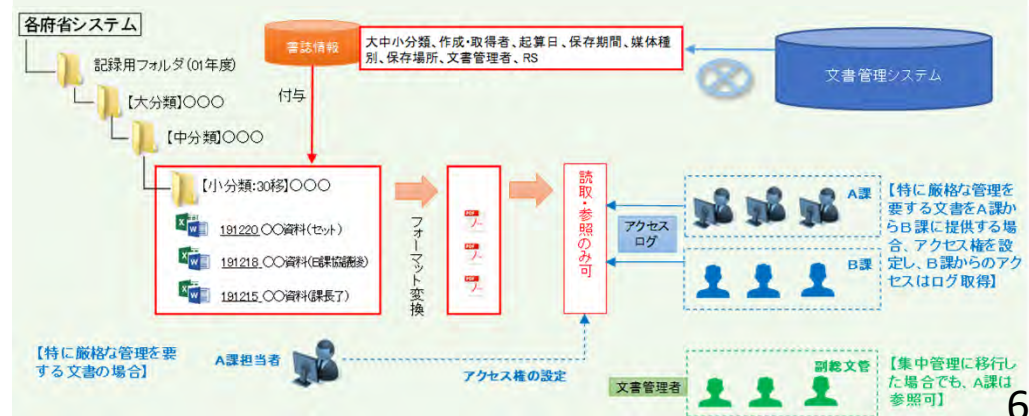 各府省システム
記録用フォルダ(01年度)
【大分類】○○○
【中分類】○○○
【小分類:30移】○○○
191220_○○資料(セット)
191218_○○資料(B課協議後)
191215_○○資料(課長了)
書誌情報
付与
大中小分類、作成・取得者、起算日、保存期間、媒体種
別、保存場所、文書管理者、RS
文書管理システム
フォーマット変換
PDF
PDF
PDF
読取・参照のみ可
アクセス
ログ
A課
B課
【特に厳格な管理を
要する文書をA課か
らB課に提供する場
合、アクセス権を設
定し、B課からのアク
セスはログ取得】
【特に厳格な管理を要
する文書の場合】
A課担当者
アクセス権の設定
文書管理者
副総文管
【集中管理に移行し
た場合でも、A課は
参照可】
6